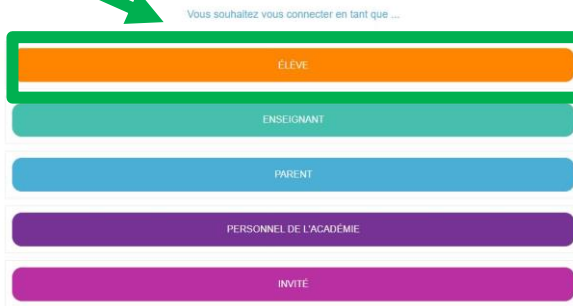 Vous souhaitez vous connecter en tant que ...
ÉLÈVE
ENSEIGNANT
PARENT
PERSONNEL DE L'ACADÉMIE
INVITÉ